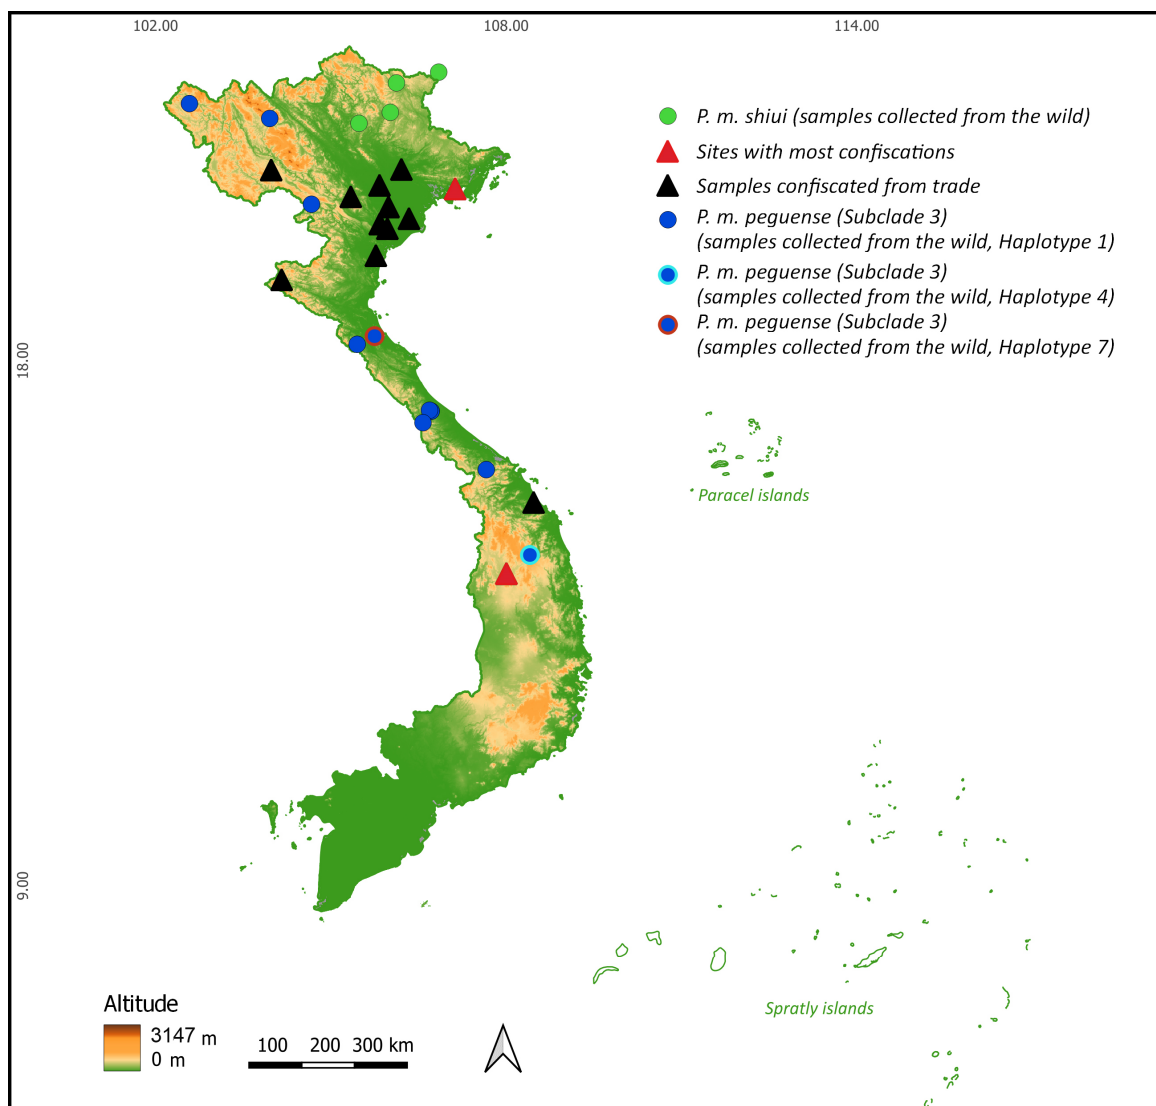 102.00
108.00
114.00
P. m. shiui (samples collected from the wild)
Sites with most confiscations
Samples confiscated from trade
P. m. peguense (Subclade 3)
(samples collected from the wild, Haplotype 1)
P. m. peguense (Subclade 3)
(samples collected from the wild, Haplotype 4)
P. m. peguense (Subclade 3)
(samples collected from the wild, Haplotype 7)
18.00
Paracel islands
9.00
Spratly islands
Altitude
3147 m
0 m
100 200 300 km